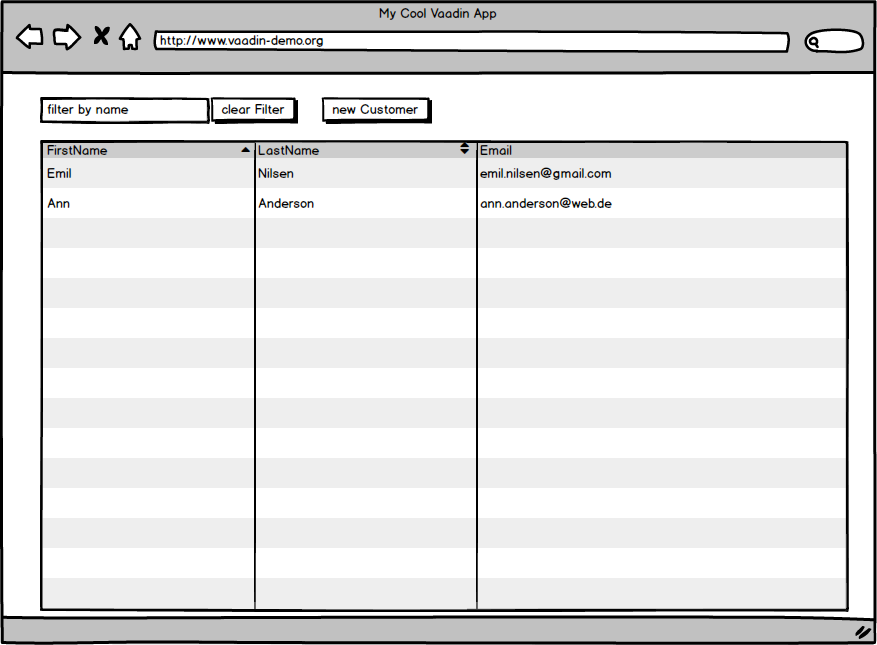 My Cool Vaadin App
http://www.vaadin-demo.org
filter by name clear Filter new Customer
FirstName LastName Email
Emil Nilsen emil.nilsen@gmail.com
Ann Anderson ann.anderson@web.de